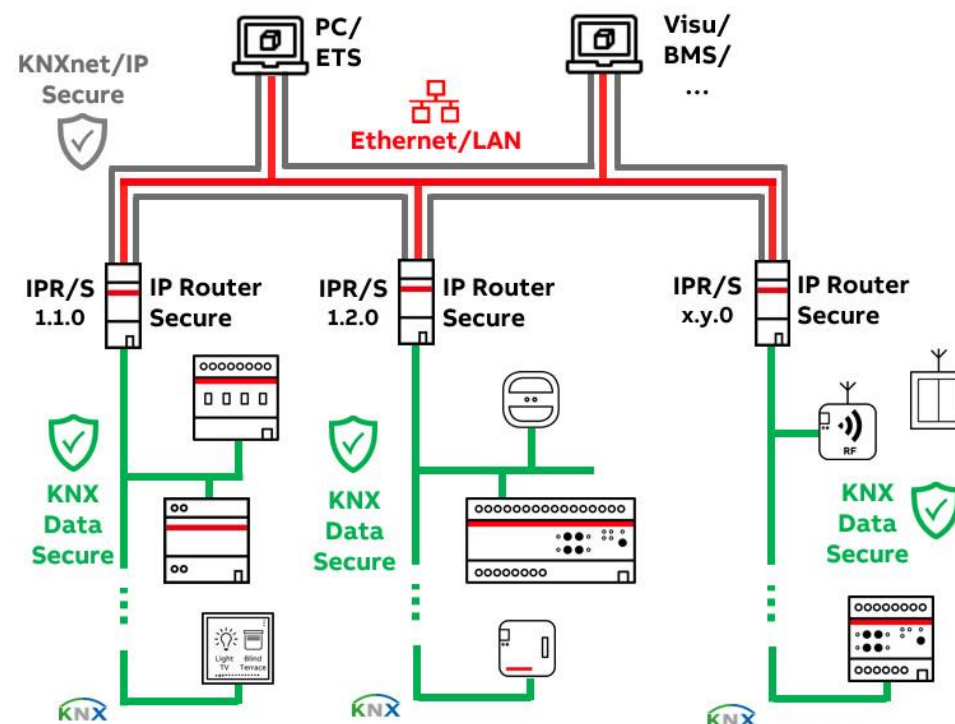 PC/
ETS
Visu/
BMS/
...
KNXnet/IP
Secure
Ethernet/LAN
IPR/S
1.1.0
IP Router
Secure
IPR/S
1.2.0
IP Router
Secure
IPR/S
x.y.0
IP Router
Secure
RF
KNX
Data
Secure
KNX
Data
Secure
KNX
Data
Secure
Light
TV
Blind
Terrace
KNX
KNX
KNX